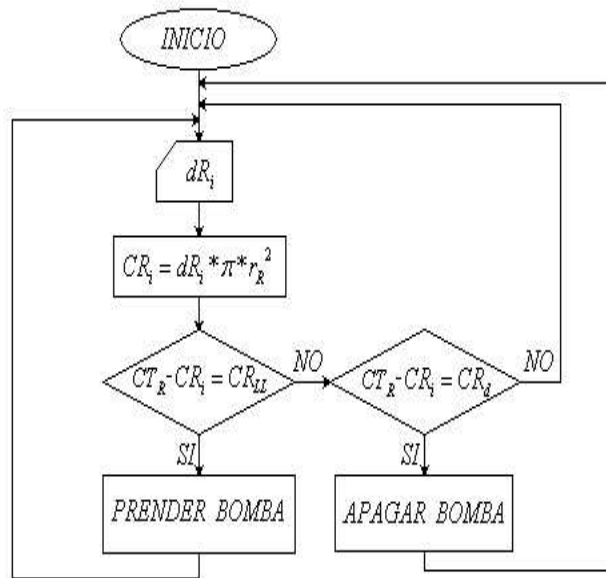 INICIO
dR_i
CR_i = dR_i * π * r_R^2
CT_R - CR_i = CR_LL
NO
CT_R - CR_i = CR_d
NO
SI
SI
PRENDER BOMBA
APAGAR BOMBA